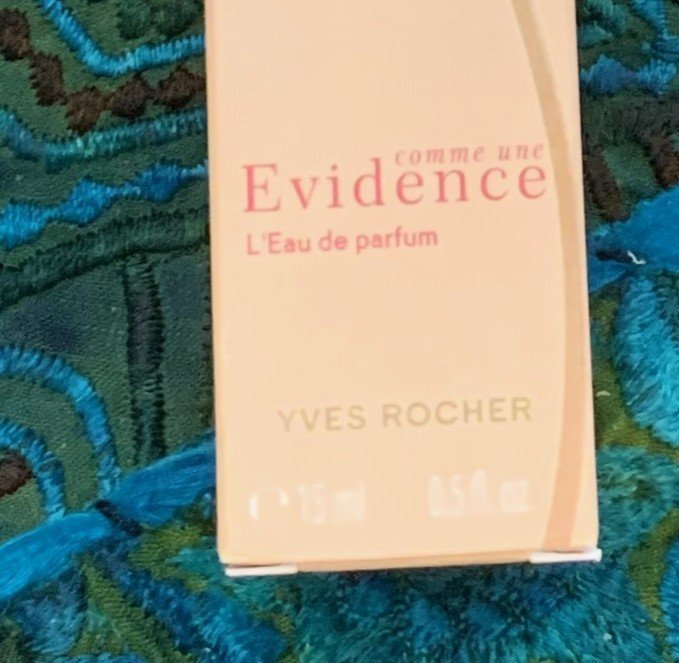 comme une
Evidence
L'Eau de parfum
YVES ROCHER
℮ 15 ml 0.5 fl. oz